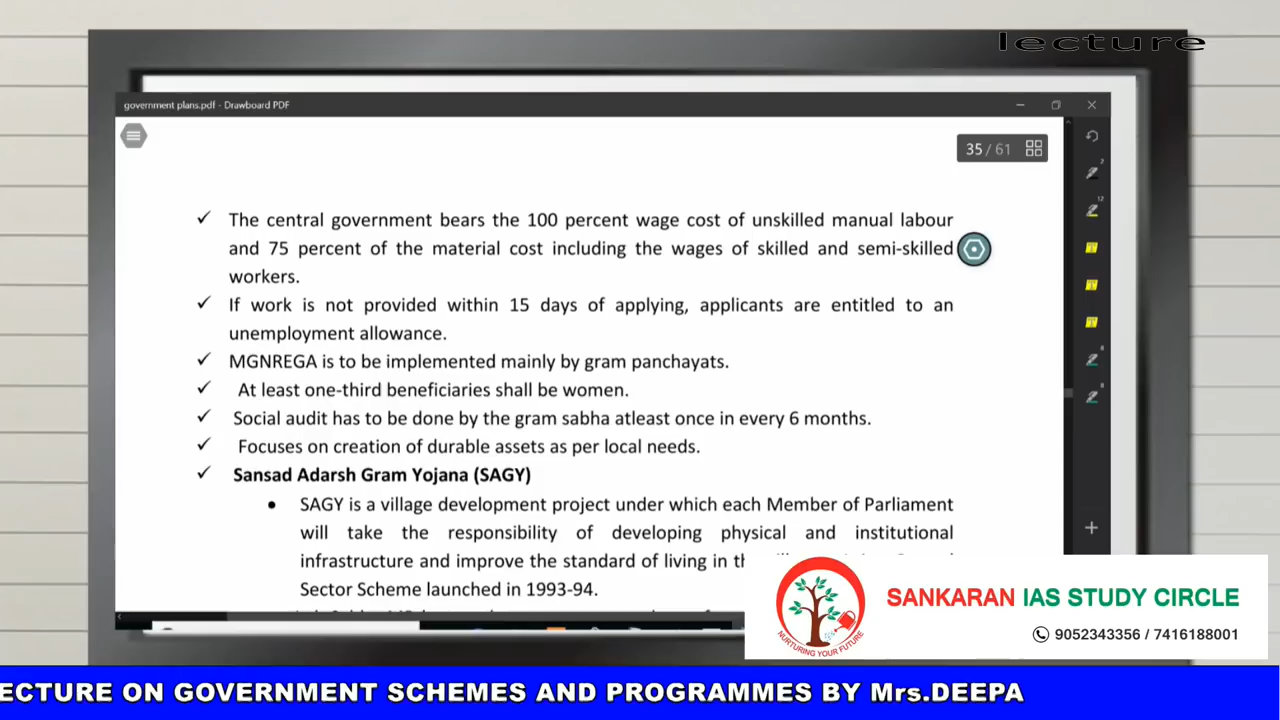 lecture
government plans.pdf - Drawboard PDF
35 / 61
✓ The central government bears the 100 percent wage cost of unskilled manual labour
and 75 percent of the material cost including the wages of skilled and semi-skilled
workers.
✓ If work is not provided within 15 days of applying, applicants are entitled to an
unemployment allowance.
✓ MGNREGA is to be implemented mainly by gram panchayats.
✓ At least one-third beneficiaries shall be women.
✓ Social audit has to be done by the gram sabha atleast once in every 6 months.
✓ Focuses on creation of durable assets as per local needs.
✓ Sansad Adarsh Gram Yojana (SAGY)
• SAGY is a village development project under which each Member of Parliament
will take the responsibility of developing physical and institutional
infrastructure and improve the standard of living in
Sector Scheme launched in 1993-94.
2
12
8
8
SANKARAN IAS STUDY CIRCLE
9052343356 / 7416188001
NURTURING YOUR FUTURE
ECTURE ON GOVERNMENT SCHEMES AND PROGRAMMES BY Mrs.DEEPA